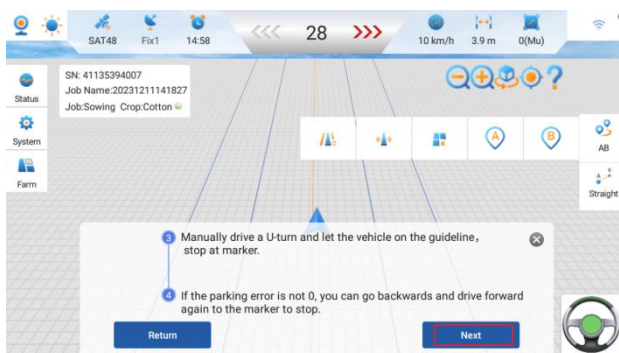 SAT48
Fix1
14:58
28
10 km/h
3.9 m
0(Mu)
SN: 41135394007
Job Name:20231211141827
Job:Sowing Crop:Cotton
Status
System
Farm
A
B
AB
A
B
Straight
3 Manually drive a U-turn and let the vehicle on the guideline,
stop at marker.
4 If the parking error is not 0, you can go backwards and drive forward
again to the marker to stop.
Return
Next